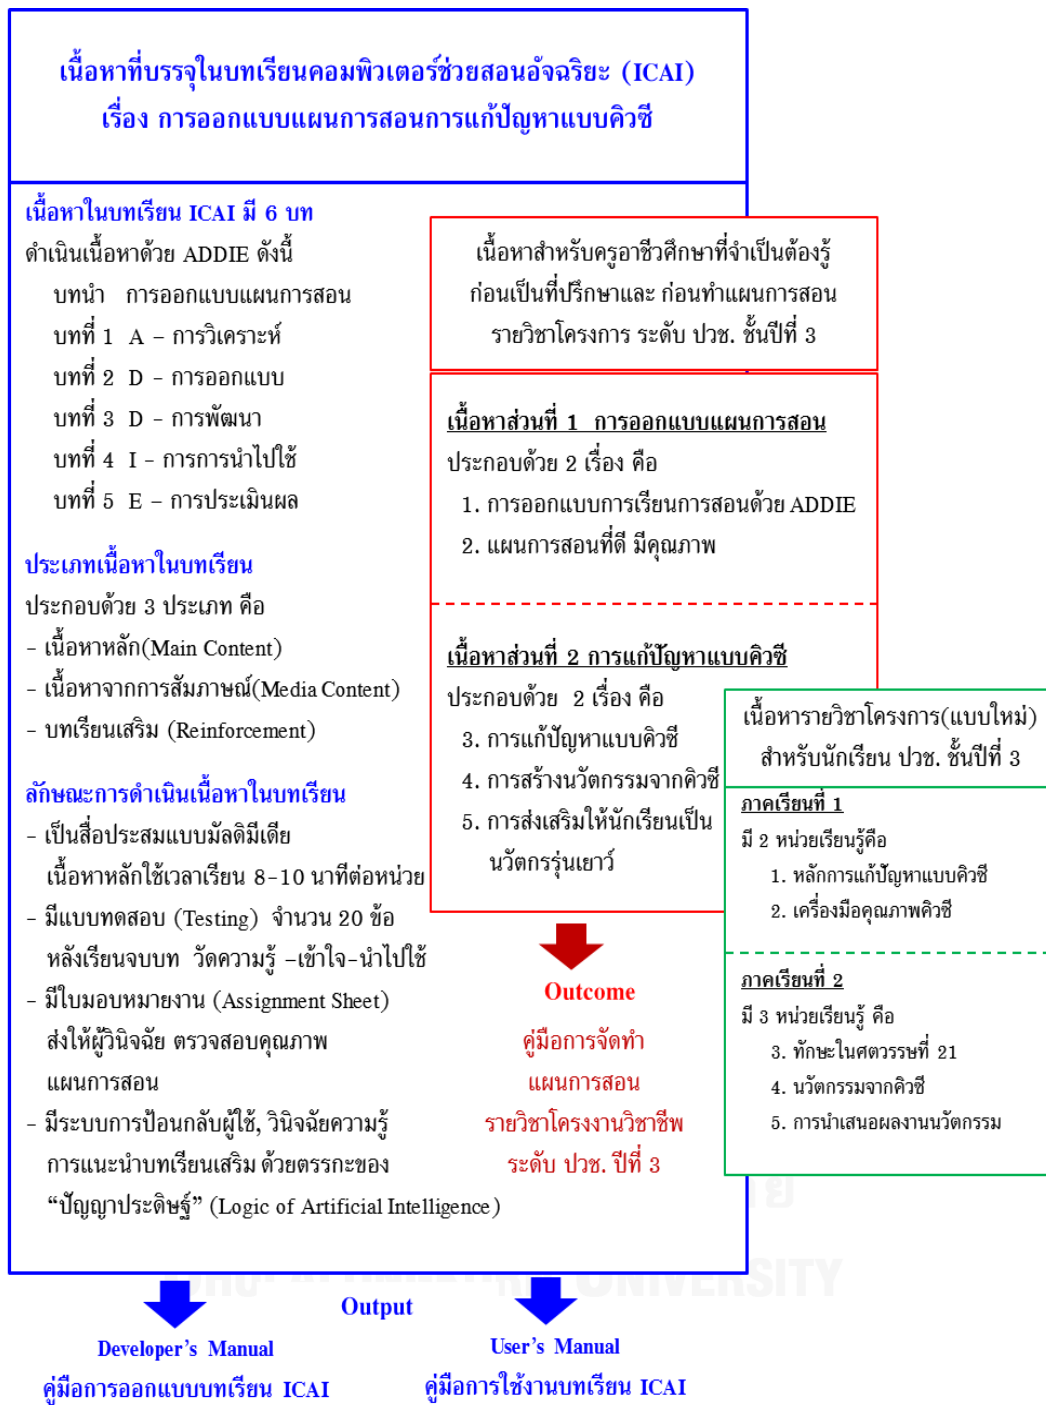 เนื้อหาที่บรรจุในบทเรียนคอมพิวเตอร์ช่วยสอนอัจฉริยะ (ICAI)
เรื่อง การออกแบบแผนการสอนการแก้ปัญหาแบบคิวซี
เนื้อหาในบทเรียน ICAI มี 6 บท
ดำเนินเนื้อหาด้วย ADDIE ดังนี้
บทนำ การออกแบบแผนการสอน
บทที่ 1 A – การวิเคราะห์
บทที่ 2 D – การออกแบบ
บทที่ 3 D – การพัฒนา
บทที่ 4 I – การการนำไปใช้
บทที่ 5 E – การประเมินผล
ประเภทเนื้อหาในบทเรียน
ประกอบด้วย 3 ประเภท คือ
- เนื้อหาหลัก(Main Content)
- เนื้อหาจากการสัมภาษณ์(Media Content)
- บทเรียนเสริม (Reinforcement)
ลักษณะการดำเนินเนื้อหาในบทเรียน
- เป็นสื่อประสมแบบมัลติมีเดีย
เนื้อหาหลักใช้เวลาเรียน 8-10 นาทีต่อหน่วย
- มีแบบทดสอบ (Testing) จำนวน 20 ข้อ
หลังเรียนจบบท วัดความรู้ –เข้าใจ-นำไปใช้
- มีใบมอบหมายงาน (Assignment Sheet)
ส่งให้ผู้วินิจฉัย ตรวจสอบคุณภาพ
แผนการสอน
- มีระบบการป้อนกลับผู้ใช้, วินิจฉัยความรู้
การแนะนำบทเรียนเสริม ด้วยตรรกะของ
“ปัญญาประดิษฐ์” (Logic of Artificial Intelligence)
เนื้อหาสำหรับครูอาชีวศึกษาที่จำเป็นต้องรู้
ก่อนเป็นที่ปรึกษาและ ก่อนทำแผนการสอน
รายวิชาโครงการ ระดับ ปวช. ชั้นปีที่ 3
เนื้อหาส่วนที่ 1 การออกแบบแผนการสอน
ประกอบด้วย 2 เรื่อง คือ
1. การออกแบบการเรียนการสอนด้วย ADDIE
2. แผนการสอนที่ดี มีคุณภาพ
เนื้อหาส่วนที่ 2 การแก้ปัญหาแบบคิวซี
ประกอบด้วย 2 เรื่อง คือ
3. การแก้ปัญหาแบบคิวซี
4. การสร้างนวัตกรรมจากคิวซี
5. การส่งเสริมให้นักเรียนเป็น
นวัตกรรุ่นเยาว์
Outcome
คู่มือการจัดทำ
แผนการสอน
รายวิชาโครงงานวิชาชีพ
ระดับ ปวช. ปีที่ 3
เนื้อหารายวิชาโครงการ(แบบใหม่)
สำหรับนักเรียน ปวช. ชั้นปีที่ 3
ภาคเรียนที่ 1
มี 2 หน่วยเรียนรู้คือ
1. หลักการแก้ปัญหาแบบคิวซี
2. เครื่องมือคุณภาพคิวซี
ภาคเรียนที่ 2
มี 3 หน่วยเรียนรู้ คือ
3. ทักษะในศตวรรษที่ 21
4. นวัตกรรมจากคิวซี
5. การนำเสนอผลงานนวัตกรรม
UNIVERSITY
Output
Developer’s Manual
คู่มือการออกแบบบทเรียน ICAI
User’s Manual
คู่มือการใช้งานบทเรียน ICAI